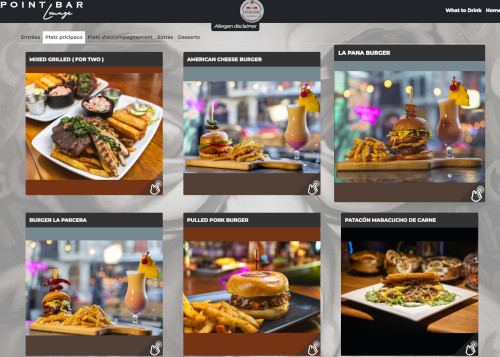 POINT BAR
Lounge
Allergen disclaimer
What to Drink Home
Entrées Plats pricipaux Plats d'accompagnement Extras Desserts
MIXED GRILLED ( FOR TWO )
AMERICAN CHEESE BURGER
LA PANA BURGER
BURGER LA PARCERA
PULLED PORK BURGER
PATACÓN MARACUCHO DE CARNE